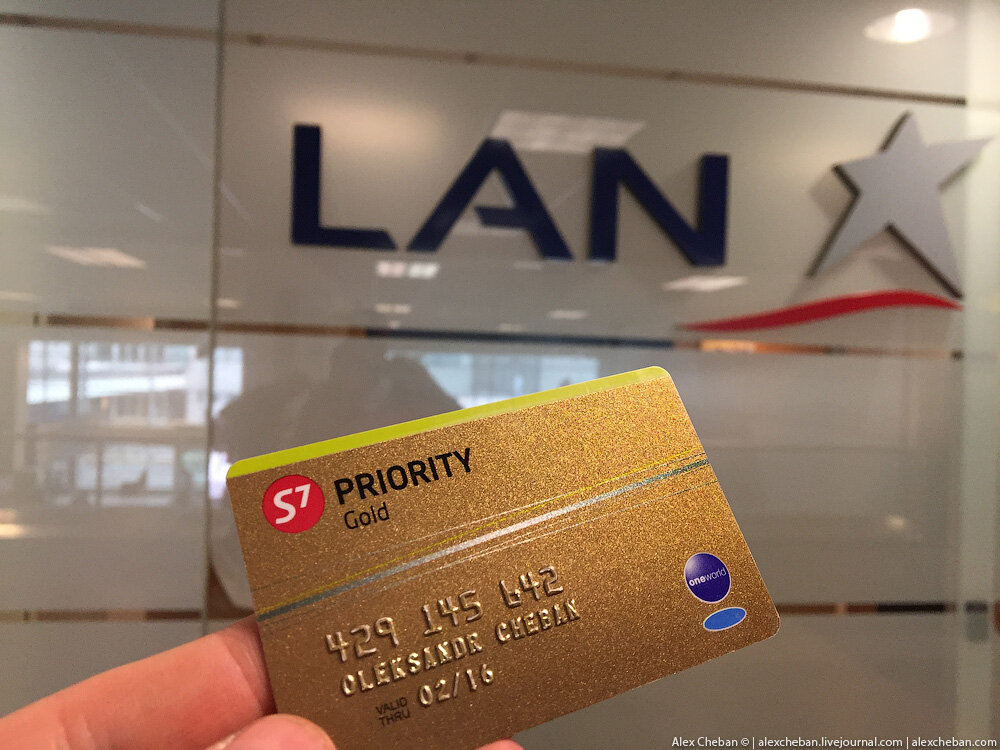 LAN
S7 PRIORITY
Gold
oneworld
429 145 642
OLEKSANDR CHEBAN
VALID
THRU 02/16
Alex Cheban © | alexcheban.livejournal.com | alexcheban.com